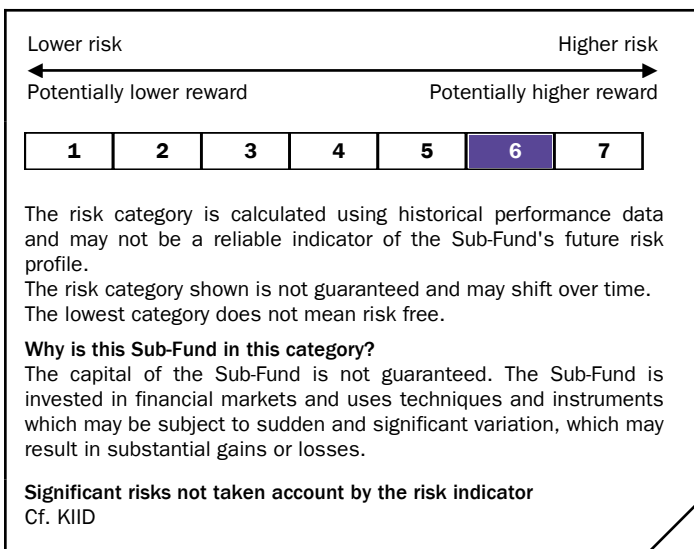 Lower risk Higher risk
Potentially lower reward Potentially higher reward
1 2 3 4 5 6 7
The risk category is calculated using historical performance data
and may not be a reliable indicator of the Sub-Fund's future risk
profile.
The risk category shown is not guaranteed and may shift over time.
The lowest category does not mean risk free.
Why is this Sub-Fund in this category?
The capital of the Sub-Fund is not guaranteed. The Sub-Fund is
invested in financial markets and uses techniques and instruments
which may be subject to sudden and significant variation, which may
result in substantial gains or losses.
Significant risks not taken account by the risk indicator
Cf. KIID